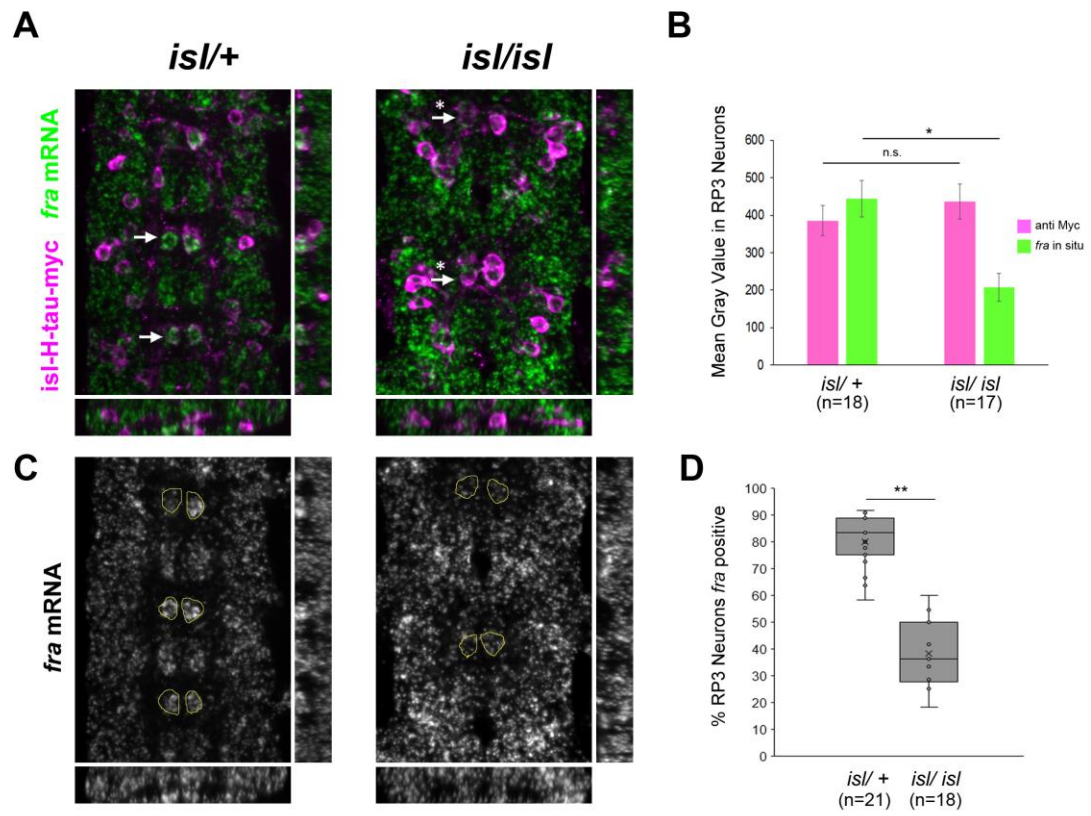 A
isl/+
isl/isl
isl-H-tau-myc fra mRNA
*
*
B
Mean Gray Value in RP3 Neurons
600
500
400
300
200
100
0
*
n.s.
anti Myc
fra in situ
isl/ +
(n=18)
isl/ isl
(n=17)
C
fra mRNA
D
% RP3 Neurons fra positive
100
90
80
70
60
50
40
30
20
10
0
**
isl/ +
(n=21)
isl/ isl
(n=18)